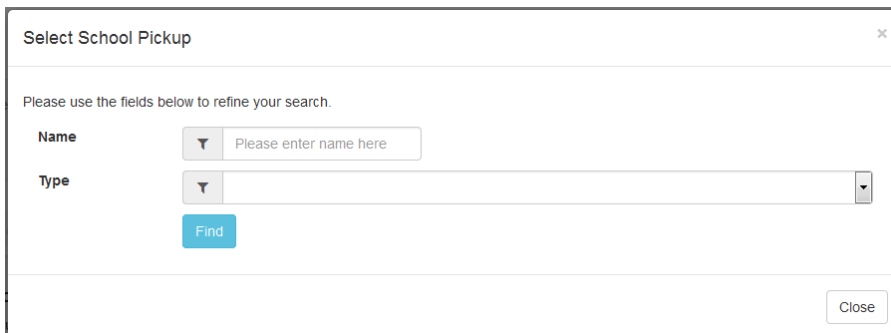 Select School Pickup
×
Please use the fields below to refine your search.
Name
Please enter name here
Type
Find
Close